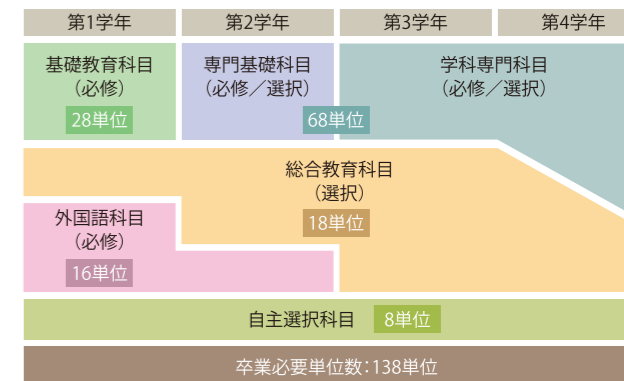 第1学年
第2学年
第3学年
第4学年
基礎教育科目
（必修）
28単位
専門基礎科目
（必修／選択）
学科専門科目
（必修／選択）
68単位
総合教育科目
（選択）
18単位
外国語科目
（必修）
16単位
自主選択科目 8単位
卒業必要単位数：138単位